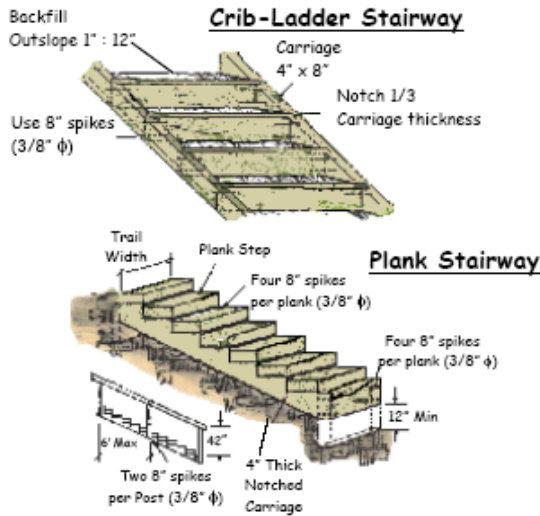 Crib-Ladder Stairway
Backfill
Outslope 1" : 12"
Carriage
4" x 8"
Notch 1/3
Carriage thickness
Use 8" spikes
(3/8" ϕ)
Plank Stairway
Trail
Width
Plank Step
Four 8" spikes
per plank (3/8" ϕ)
Four 8" spikes
per plank (3/8" ϕ)
12" Min
6' Max
42"
Two 8" spikes
per Post (3/8" ϕ)
4" Thick
Notched
Carriage